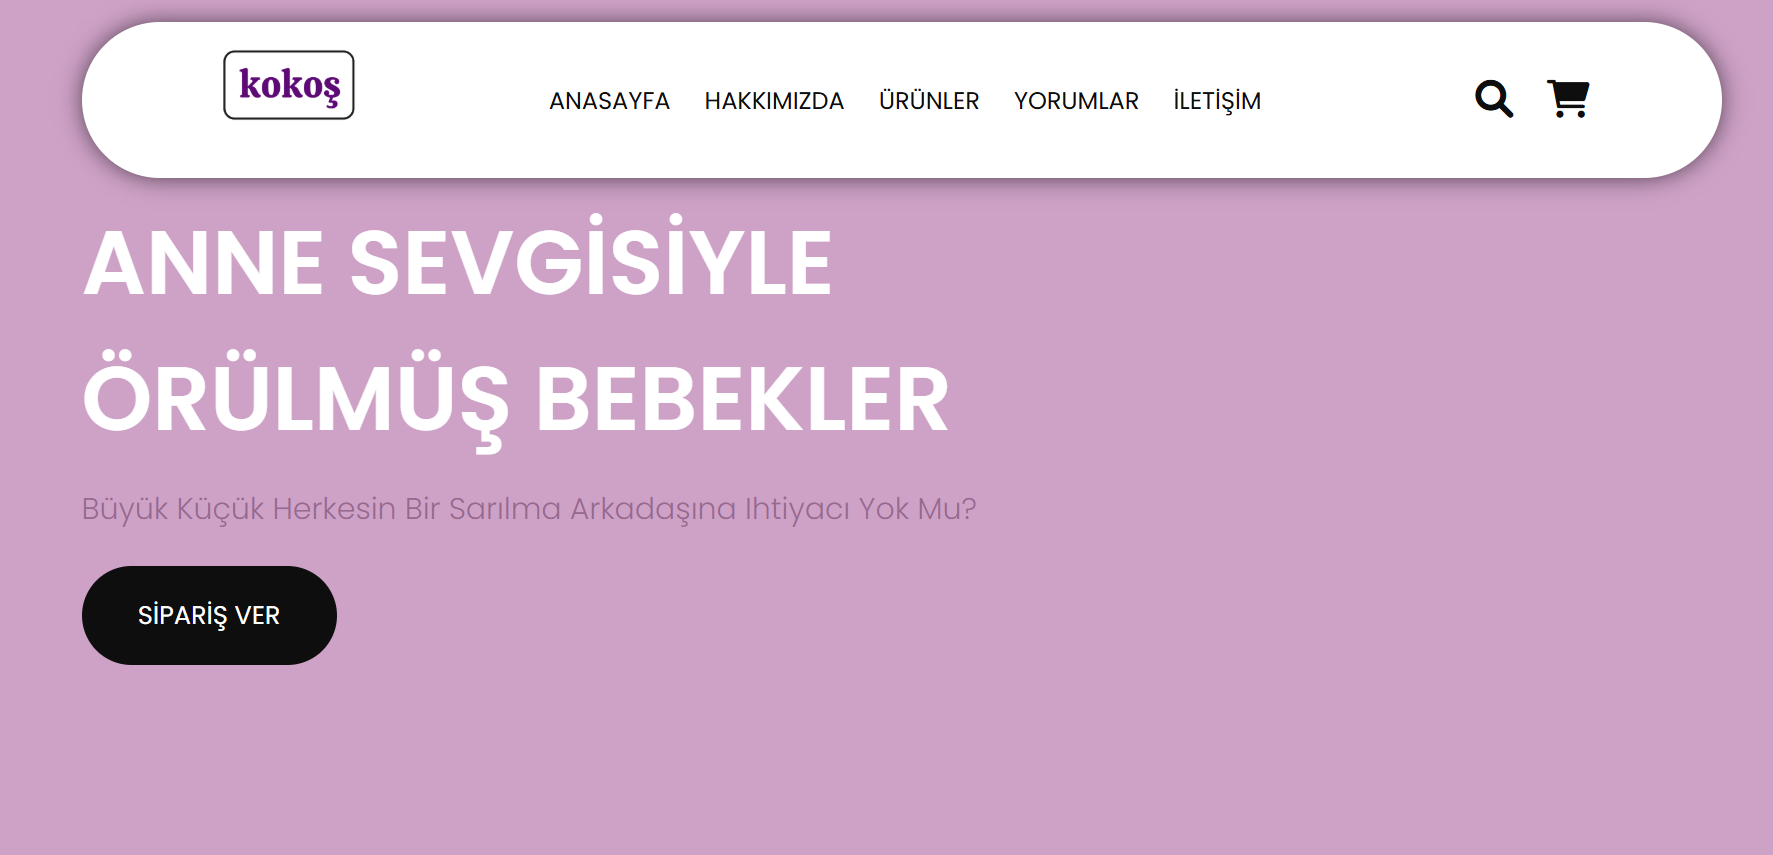 kokoş
ANASAYFA HAKKIMIZDA ÜRÜNLER YORUMLAR İLETİŞİM
ANNE SEVGİSİYLE
ÖRÜLMÜŞ BEBEKLER
Büyük Küçük Herkesin Bir Sarılma Arkadaşına Ihtiyacı Yok Mu?
SİPARİŞ VER